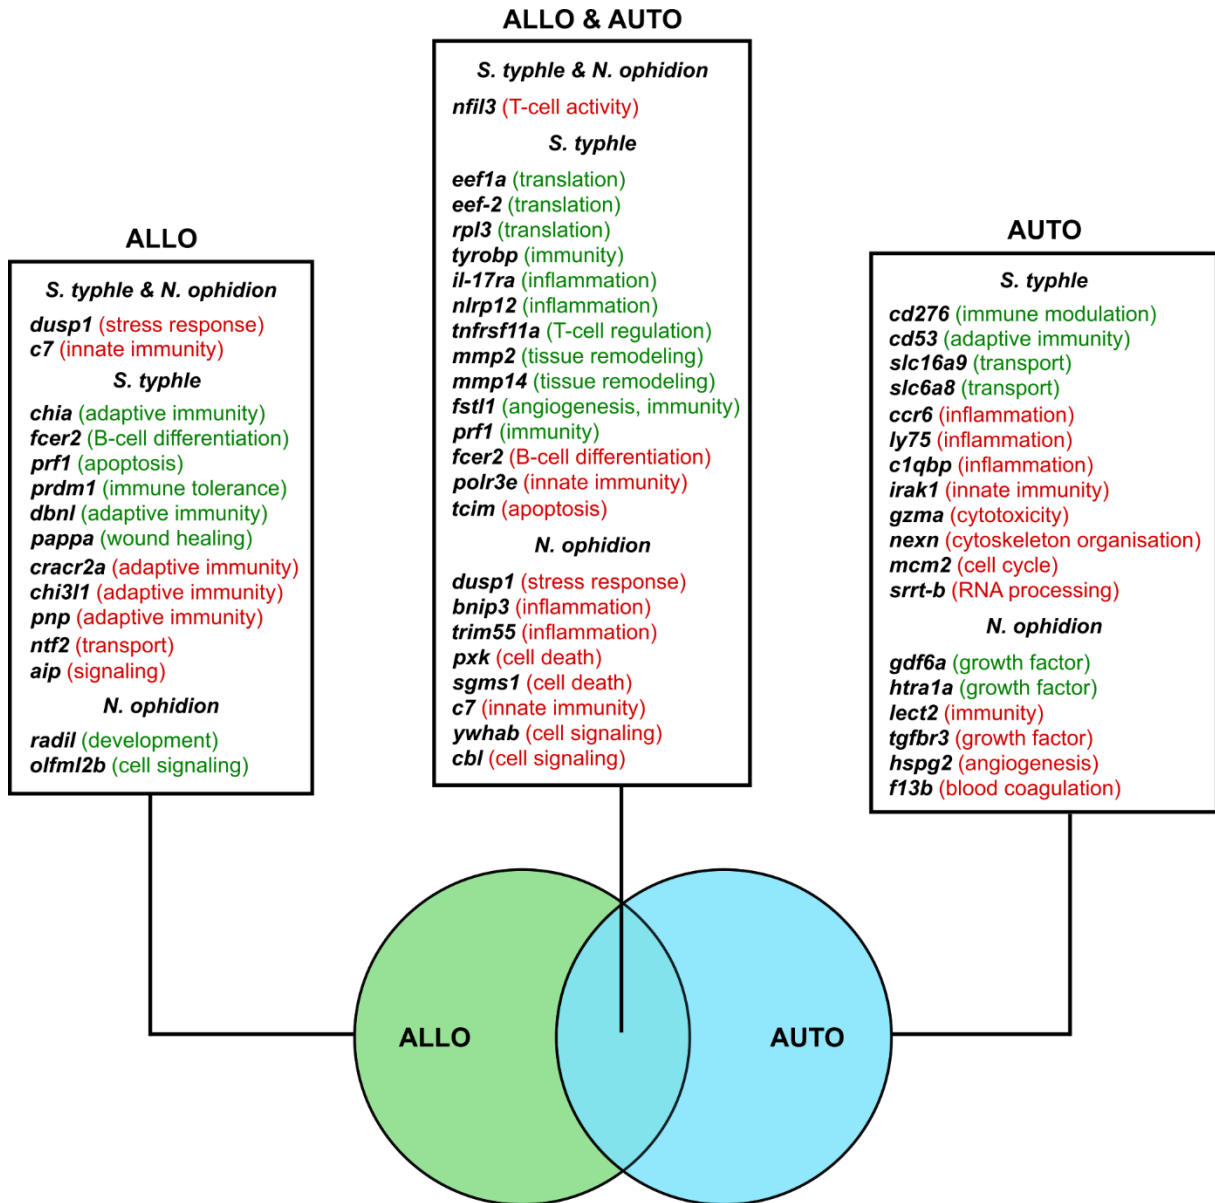 ALLO & AUTO
S. typhle & N. ophidion
nfil3 (T-cell activity)
S. typhle
eef1a (translation)
eef-2 (translation)
rpl3 (translation)
tyrobp (immunity)
il-17ra (inflammation)
nlrp12 (inflammation)
tnfrsf11a (T-cell regulation)
mmp2 (tissue remodeling)
mmp14 (tissue remodeling)
fstl1 (angiogenesis, immunity)
prf1 (immunity)
fcer2 (B-cell differentiation)
polr3e (innate immunity)
tcim (apoptosis)
N. ophidion
dusp1 (stress response)
bnip3 (inflammation)
trim55 (inflammation)
pxk (cell death)
sgms1 (cell death)
c7 (innate immunity)
ywhab (cell signaling)
cbl (cell signaling)
ALLO
S. typhle & N. ophidion
dusp1 (stress response)
c7 (innate immunity)
S. typhle
chia (adaptive immunity)
fcer2 (B-cell differentiation)
prf1 (apoptosis)
prdm1 (immune tolerance)
dbnl (adaptive immunity)
pappa (wound healing)
cracr2a (adaptive immunity)
chi3l1 (adaptive immunity)
pnp (adaptive immunity)
ntf2 (transport)
aip (signaling)
N. ophidion
radil (development)
olfml2b (cell signaling)
AUTO
S. typhle
cd276 (immune modulation)
cd53 (adaptive immunity)
slc16a9 (transport)
slc6a8 (transport)
ccr6 (inflammation)
ly75 (inflammation)
c1qbp (inflammation)
irak1 (innate immunity)
gzma (cytotoxicity)
nexn (cytoskeleton organisation)
mcm2 (cell cycle)
srrt-b (RNA processing)
N. ophidion
gdf6a (growth factor)
htra1a (growth factor)
lect2 (immunity)
tgfbr3 (growth factor)
hspg2 (angiogenesis)
f13b (blood coagulation)
ALLO
AUTO